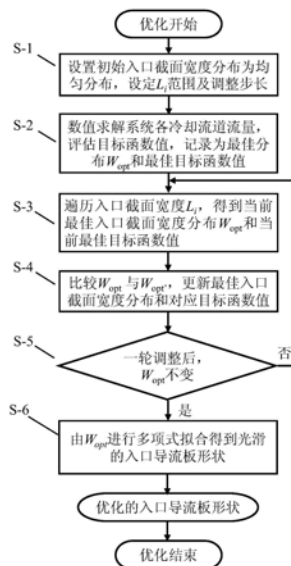 优化开始
S-1
设置初始入口截面宽度分布为均
匀分布，设定Li范围及调整步长
S-2
数值求解系统各冷却流道流量，
评估目标函数值，记录为最佳
分布Wopt和最佳目标函数值
S-3
遍历入口截面宽度Li，得到当前
最佳入口截面宽度分布Wopt和当
前最佳目标函数值
S-4
比较Wopt与Wopt'，更新最佳入口
截面宽度分布和对应目标函数值
S-5
一轮调整后，
Wopt不变
否
是
S-6
由Wopt进行多项式拟合得到光滑
的入口导流板形状
优化的入口导流板形状
优化结束